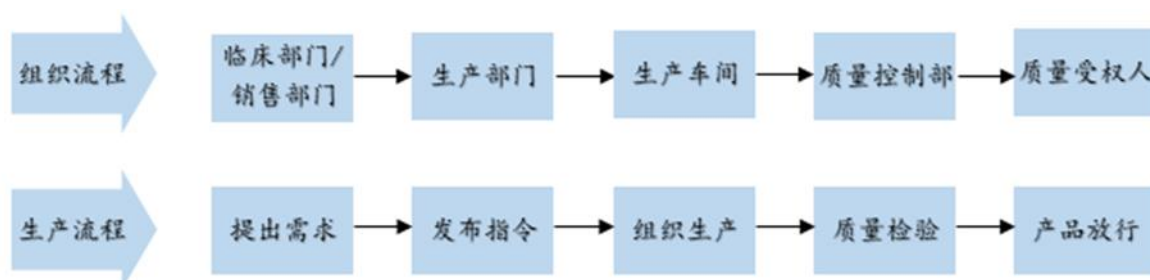 组织流程
临床部门/
销售部门
生产部门
生产车间
质量控制部
质量受权人
生产流程
提出需求
发布指令
组织生产
质量检验
产品放行